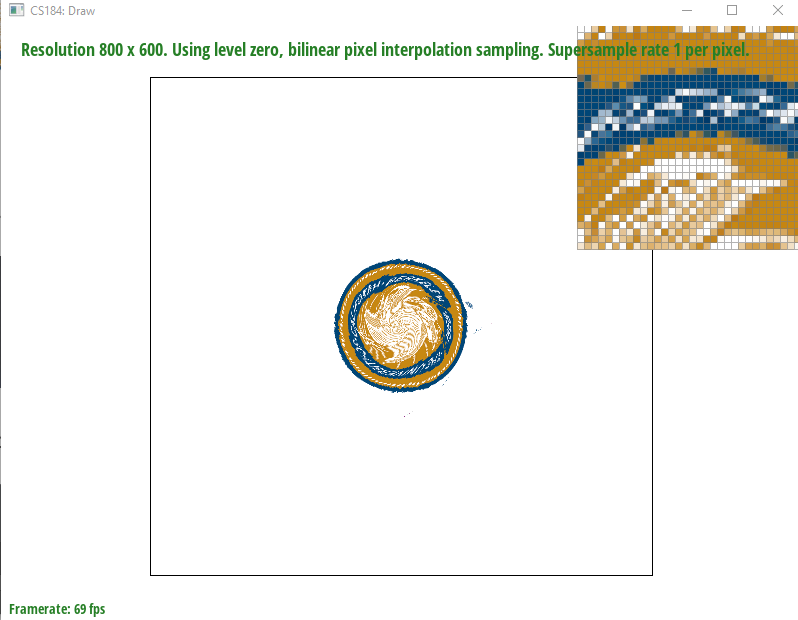 CS184: Draw
Resolution 800 x 600. Using level zero, bilinear pixel interpolation sampling. Supersample rate 1 per pixel.
Framerate: 69 fps